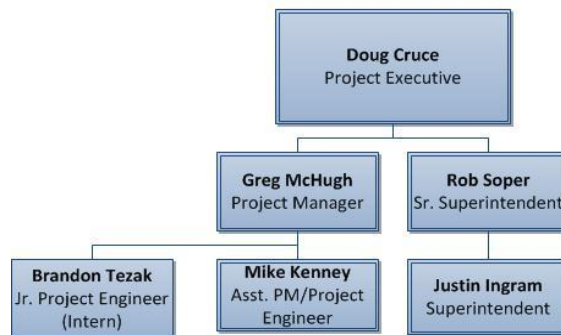 Doug Cruce
Project Executive
Greg McHugh
Project Manager
Rob Soper
Sr. Superintendent
Brandon Tezak
Jr. Project Engineer
(Intern)
Mike Kenney
Asst. PM/Project
Engineer
Justin Ingram
Superintendent